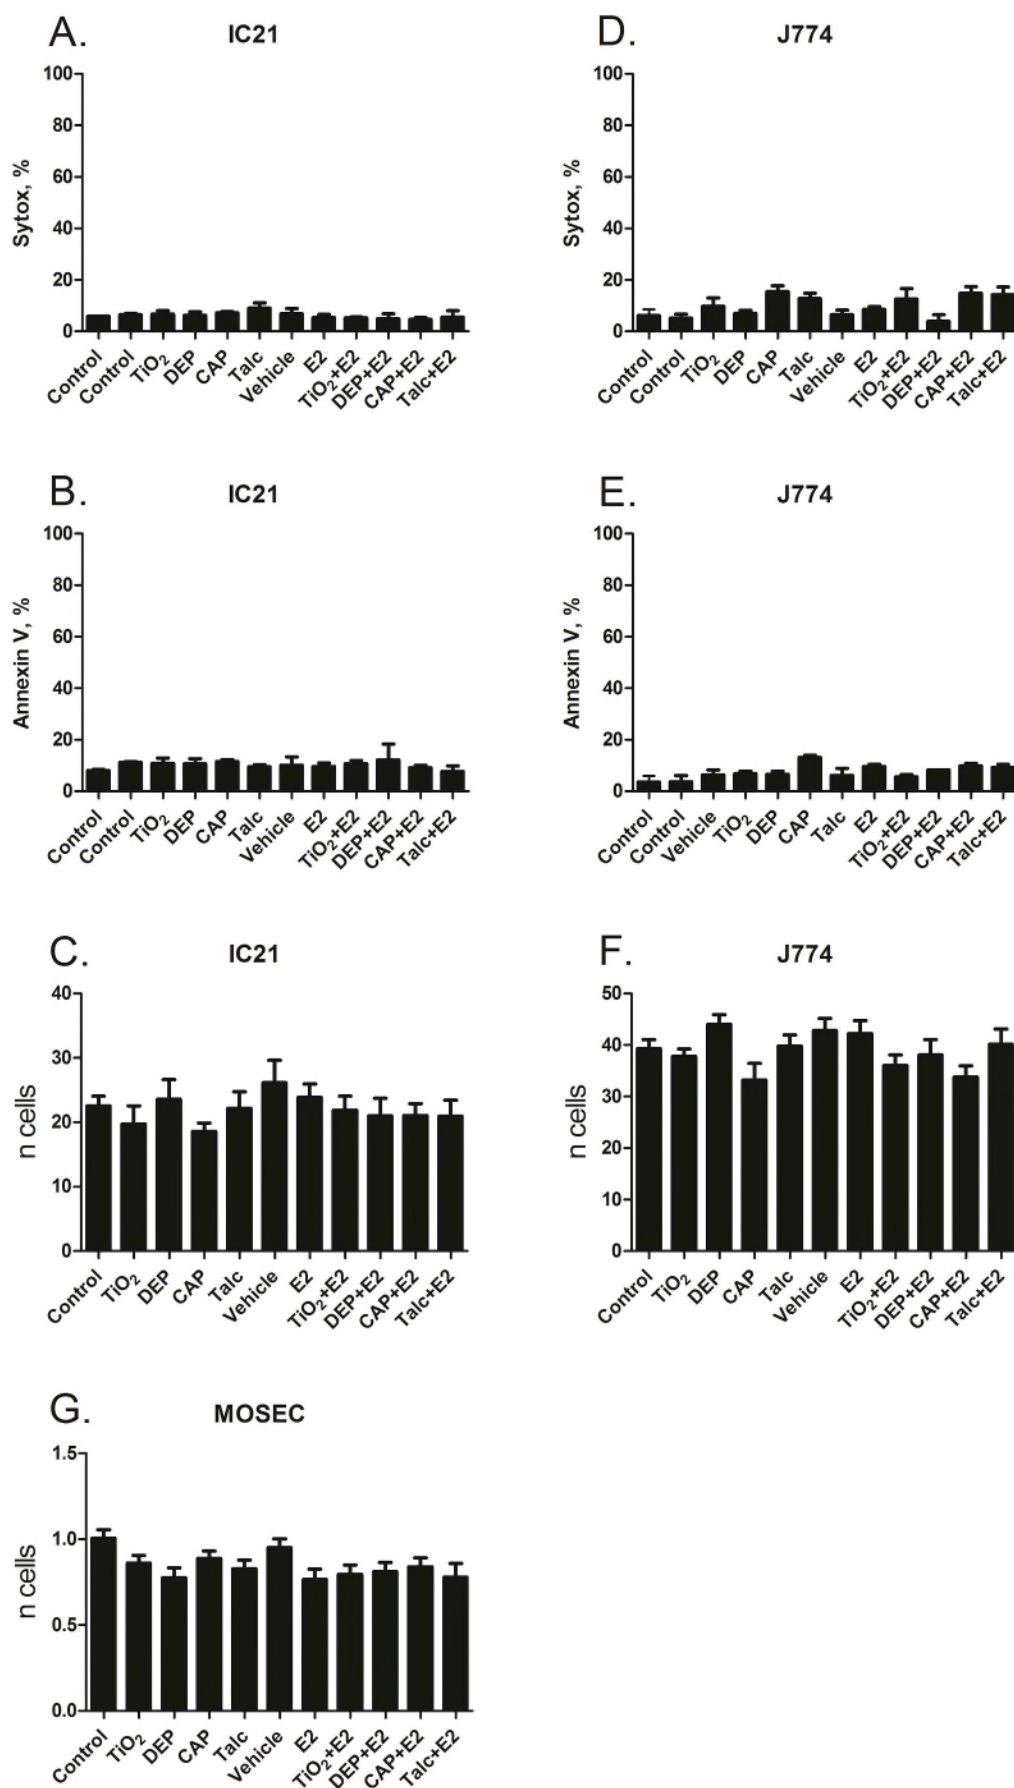 A. IC21
Sytox, %
100
80
60
40
20
0
Control Control TiO₂ DEP CAP Talc Vehicle E2 TiO₂+E2 DEP+E2 CAP+E2 Talc+E2
D. J774
Sytox, %
100
80
60
40
20
0
Control Control TiO₂ DEP CAP Talc Vehicle E2 TiO₂+E2 DEP+E2 CAP+E2 Talc+E2
B. IC21
Annexin V, %
100
80
60
40
20
0
Control Control TiO₂ DEP CAP Talc Vehicle E2 TiO₂+E2 DEP+E2 CAP+E2 Talc+E2
E. J774
Annexin V, %
100
80
60
40
20
0
Control Control Vehicle TiO₂ DEP CAP Talc E2 TiO₂+E2 DEP+E2 CAP+E2 Talc+E2
C. IC21
n cells
40
30
20
10
0
Control TiO₂ DEP CAP Talc Vehicle E2 TiO₂+E2 DEP+E2 CAP+E2 Talc+E2
F. J774
n cells
50
40
30
20
10
0
Control TiO₂ DEP CAP Talc Vehicle E2 TiO₂+E2 DEP+E2 CAP+E2 Talc+E2
G. MOSEC
n cells
1.5
1.0
0.5
0.0
Control TiO₂ DEP CAP Talc Vehicle E2 TiO₂+E2 DEP+E2 CAP+E2 Talc+E2